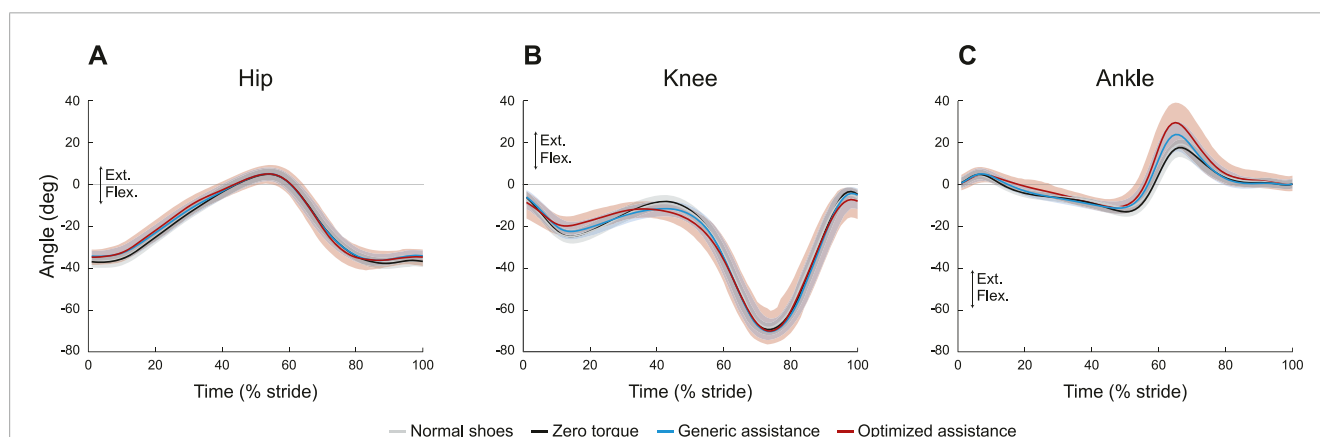 A
Hip
40
20
0
-20
-40
-60
-80
Angle (deg)
Ext.
Flex.
0
20
40
60
80
100
Time (% stride)
B
Knee
40
20
0
-20
-40
-60
-80
Ext.
Flex.
0
20
40
60
80
100
Time (% stride)
C
Ankle
40
20
0
-20
-40
-60
-80
Ext.
Flex.
0
20
40
60
80
100
Time (% stride)
Normal shoes Zero torque Generic assistance Optimized assistance